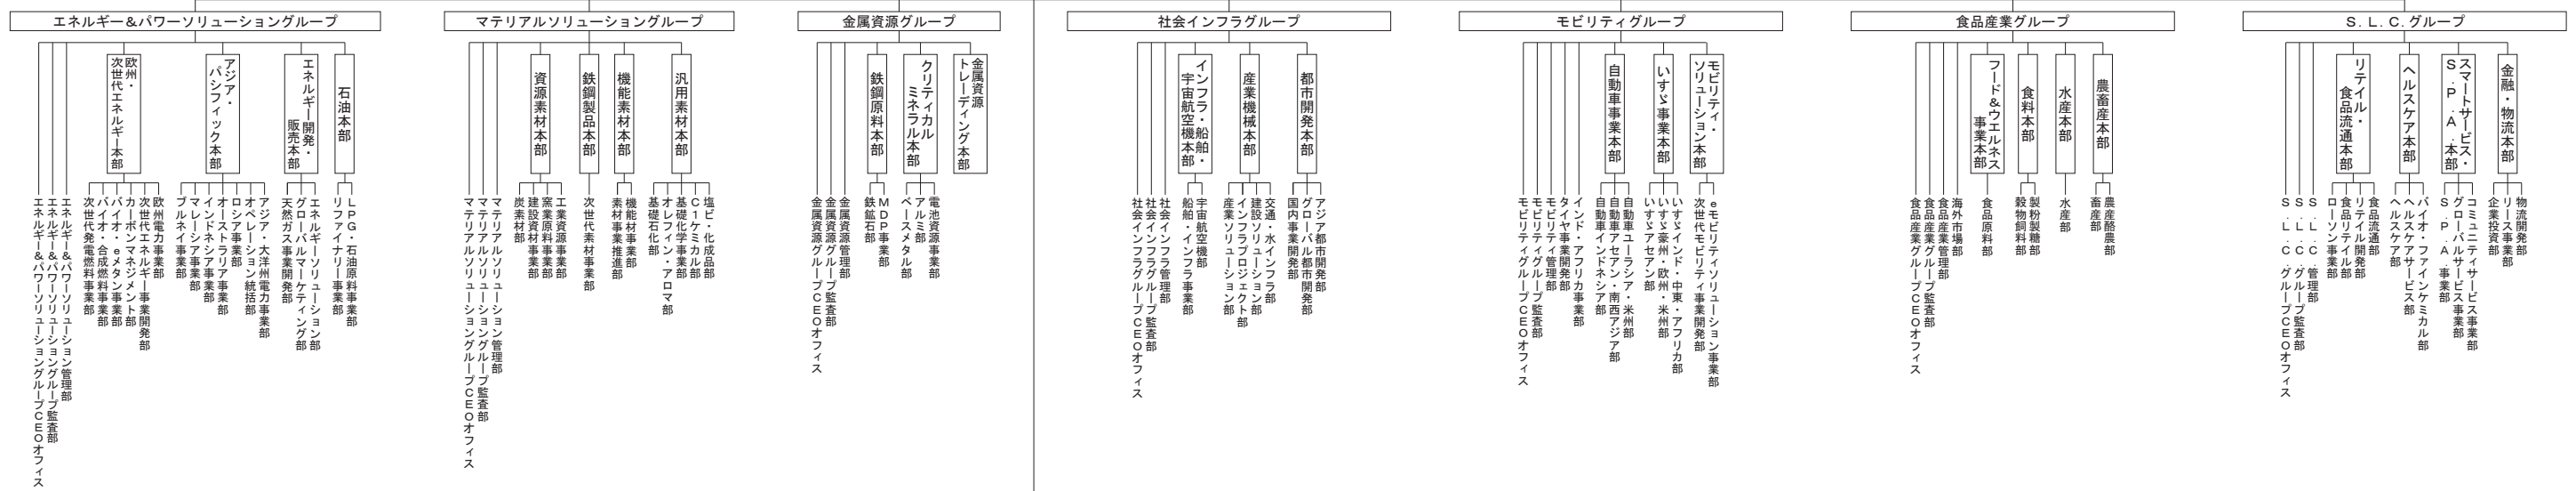 エネルギー&パワーソリューショングループ
エネルギー&パワーソリューショングループCEOオフィス
エネルギー&パワーソリューショングループ監査部
エネルギー&パワーソリューション管理部
欧州・
次世代エネルギー本部
次世代発電燃料事業部
バイオ・合成燃料事業部
バイオ・eメタン事業部
カーボンマネジメント部
次世代エネルギー事業開発部
欧州電力事業部
アジア・
パシフィック本部
ブルネイ事業部
マレーシア事業部
インドネシア事業部
オーストラリア事業部
ロシア事業部
オペレーション統括部
アジア・大洋州電力事業部
エネルギー開発・
販売本部
天然ガス事業開発部
グローバルマーケティング部
エネルギーソリューション部
石油本部
リファイナリー事業部
LPG・石油原料事業部
マテリアルソリューショングループ
マテリアルソリューショングループCEOオフィス
マテリアルソリューショングループ監査部
マテリアルソリューション管理部
資源素材本部
炭素材部
建設資材事業部
窯業原料事業部
工業資源事業部
鉄鋼製品本部
次世代素材事業部
機能素材本部
素材事業推進部
機能材事業部
汎用素材本部
基礎石化部
オレフィン・アロマ部
基礎化学事業部
C1ケミカル部
塩ビ・化成品部
金属資源グループ
金属資源グループCEOオフィス
金属資源グループ監査部
金属資源管理部
鉄鋼原料本部
鉄鉱石部
MDP事業部
クリティカル
ミネラル本部
ベースメタル部
アルミ部
電池資源事業部
金属資源
トレーディング本部
社会インフラグループ
社会インフラグループCEOオフィス
社会インフラグループ監査部
社会インフラ管理部
インフラ・船舶・
宇宙航空機本部
船舶・インフラ事業部
宇宙航空機部
産業機械本部
産業ソリューション部
インフラプロジェクト部
建設ソリューション部
交通・水インフラ部
都市開発本部
国内事業開発部
グローバル都市開発部
アジア都市開発部
モビリティグループ
モビリティグループCEOオフィス
モビリティグループ監査部
モビリティ管理部
タイヤ事業開発部
インド・アフリカ事業部
自動車事業本部
自動車インドネシア部
自動車アセアン・南西アジア部
自動車ユーラシア・米州部
いすゞ事業本部
いすゞアセアン部
いすゞ豪州・欧州・米州部
いすゞインド・中東・アフリカ部
モビリティ・
ソリューション本部
次世代モビリティ事業開発部
eモビリティソリューション事業部
食品産業グループ
食品産業グループCEOオフィス
食品産業グループ監査部
食品産業管理部
海外市場部
フード&ウエルネス
事業本部
食品原料部
食料本部
穀物飼料部
製粉製糖部
水産本部
水産部
農畜産本部
畜産部
農産酪農部
S.L.C.グループ
S.L.C.グループCEOオフィス
S.L.C.グループ監査部
S.L.C.管理部
リテイル・
食品流通本部
ローソン事業部
食品リテイル部
リテイル開発部
食品流通部
ヘルスケア本部
ヘルスケア部
ヘルスケアサービス部
バイオ・ファインケミカル部
スマートサービス・
S.P.A.本部
S.P.A.事業部
グローバルサービス事業部
コミュニティサービス事業部
金融・物流本部
企業投資部
リース事業部
物流開発部